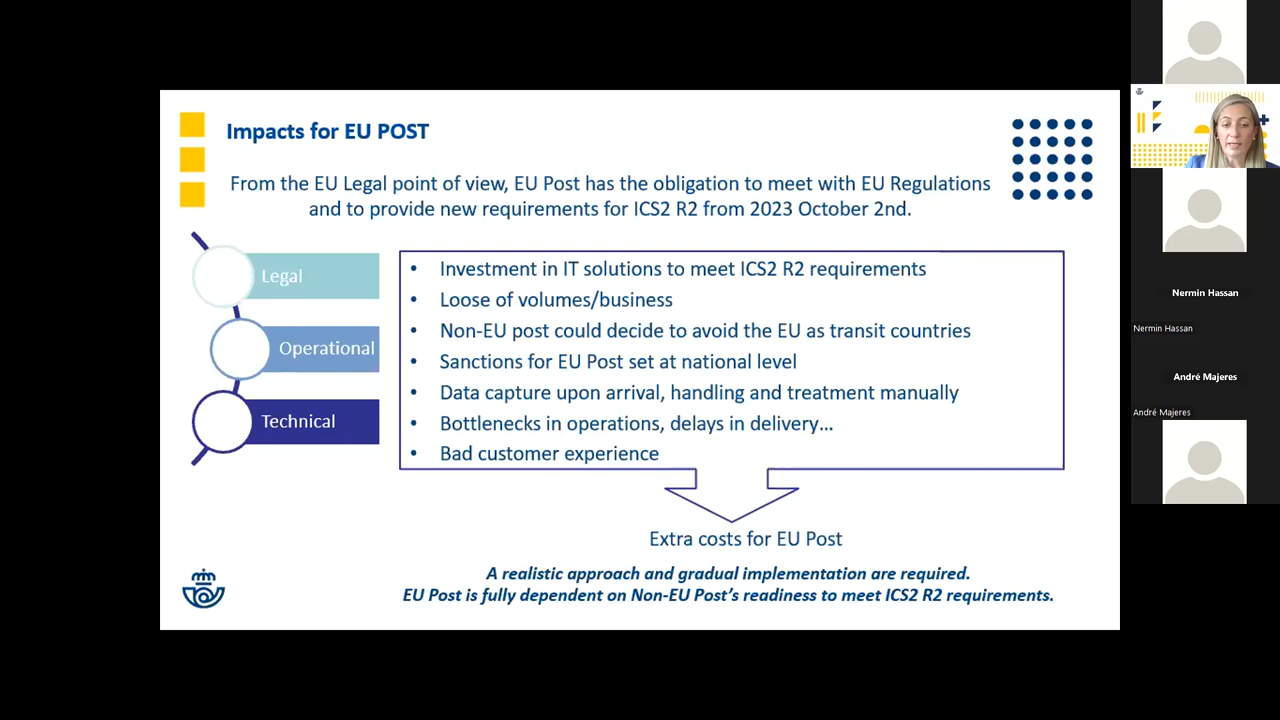 Impacts for EU POST
From the EU Legal point of view, EU Post has the obligation to meet with EU Regulations
and to provide new requirements for ICS2 R2 from 2023 October 2nd.
Legal
Operational
Technical
• Investment in IT solutions to meet ICS2 R2 requirements
• Loose of volumes/business
• Non-EU post could decide to avoid the EU as transit countries
• Sanctions for EU Post set at national level
• Data capture upon arrival, handling and treatment manually
• Bottlenecks in operations, delays in delivery…
• Bad customer experience
Extra costs for EU Post
A realistic approach and gradual implementation are required.
EU Post is fully dependent on Non-EU Post's readiness to meet ICS2 R2 requirements.
Nermin Hassan
Nermin Hassan
André Majeres
André Majeres